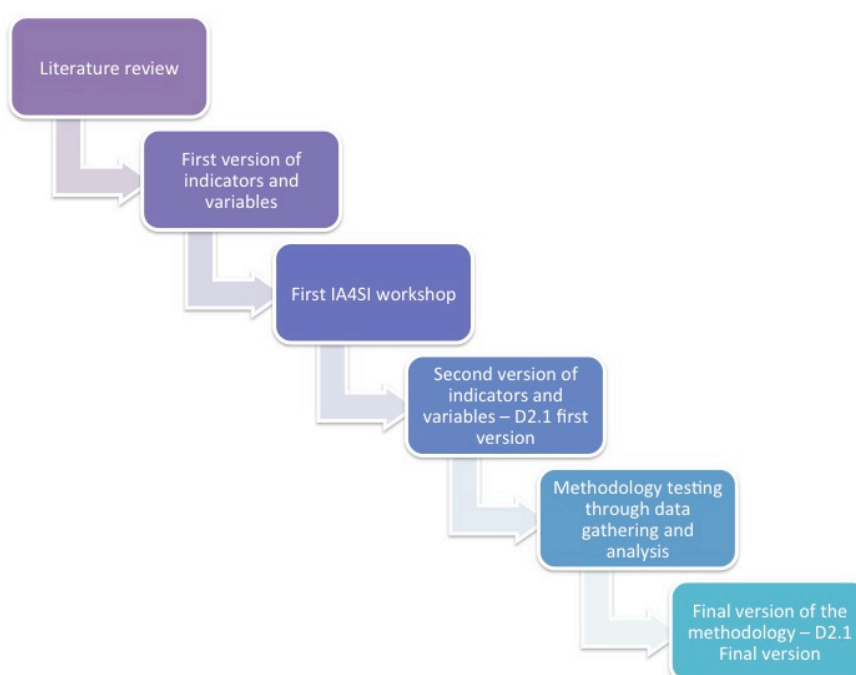 Literature review
First version of
indicators and
variables
First IA4SI workshop
Second version of
indicators and
variables – D2.1 first
version
Methodology testing
through data
gathering and
analysis
Final version of the
methodology – D2.1
Final version